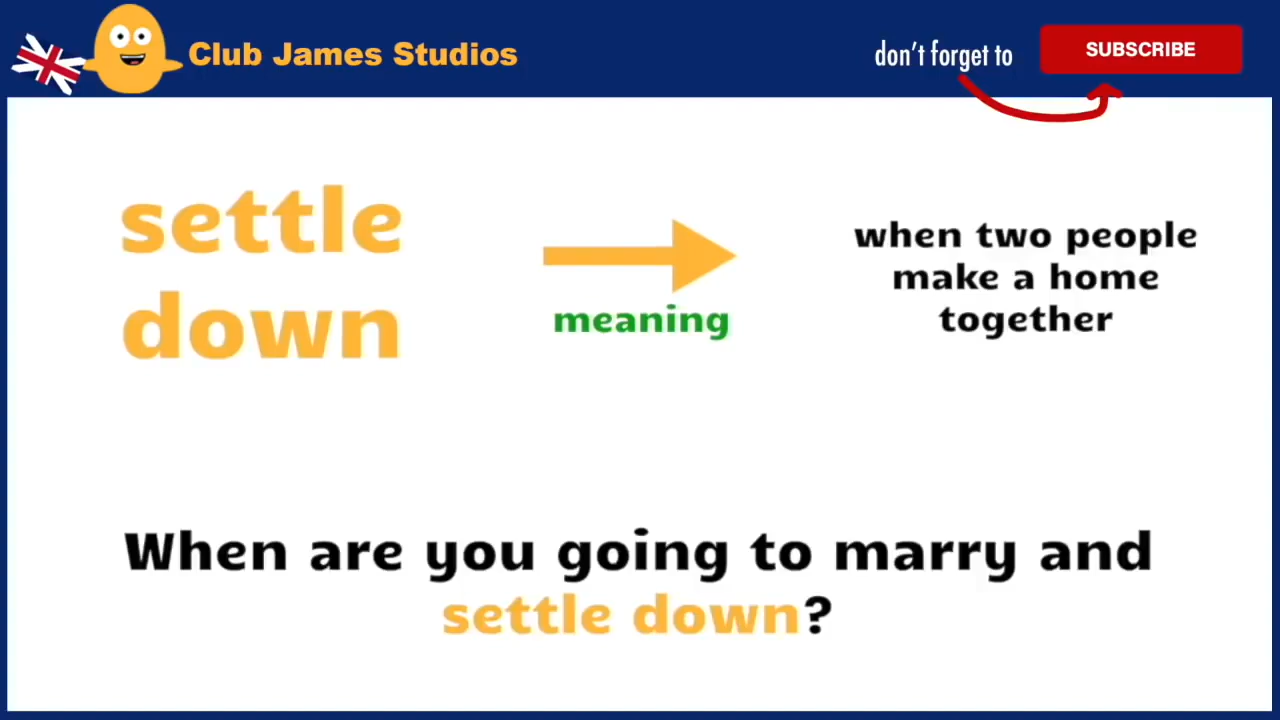 Club James Studios
don't forget to
SUBSCRIBE
settle
down
meaning
when two people
make a home
together
When are you going to marry and
settle down?